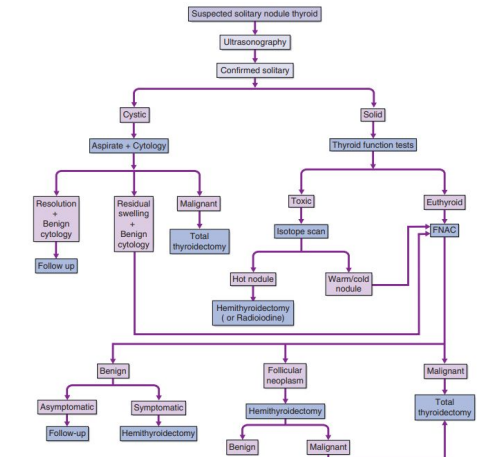 Suspected solitary nodule thyroid
Ultrasonography
Confirmed solitary
Cystic
Solid
Aspirate + Cytology
Thyroid function tests
Resolution
+
Benign
cytology
Residual
swelling
+
Benign
cytology
Malignant
Toxic
Euthyroid
Total
thyroidectomy
Isotope scan
FNAC
Follow up
Hot nodule
Warm/cold
nodule
Hemithyroidectomy
( or Radioiodine)
Benign
Follicular
neoplasm
Malignant
Asymptomatic
Symptomatic
Hemithyroidectomy
Total
thyroidectomy
Follow-up
Hemithyroidectomy
Benign
Malignant